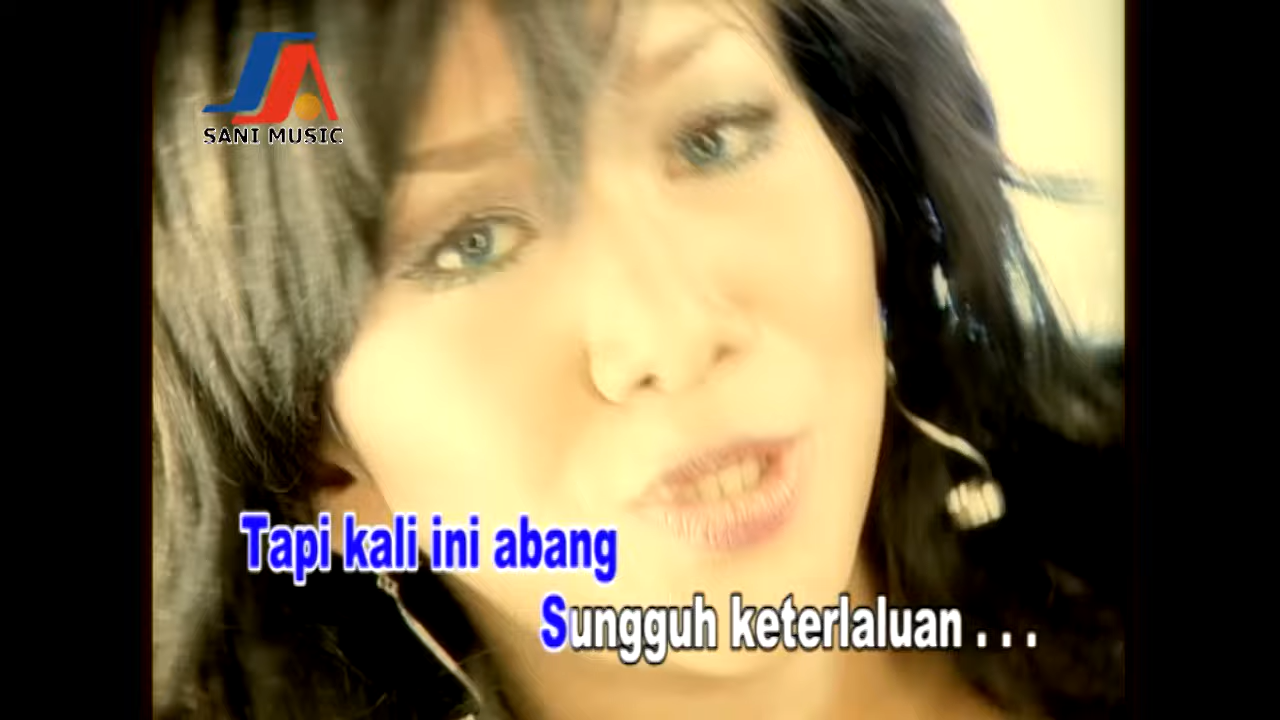 SANI MUSIC
Tapi kali ini abang
Sungguh keterlaluan . . .